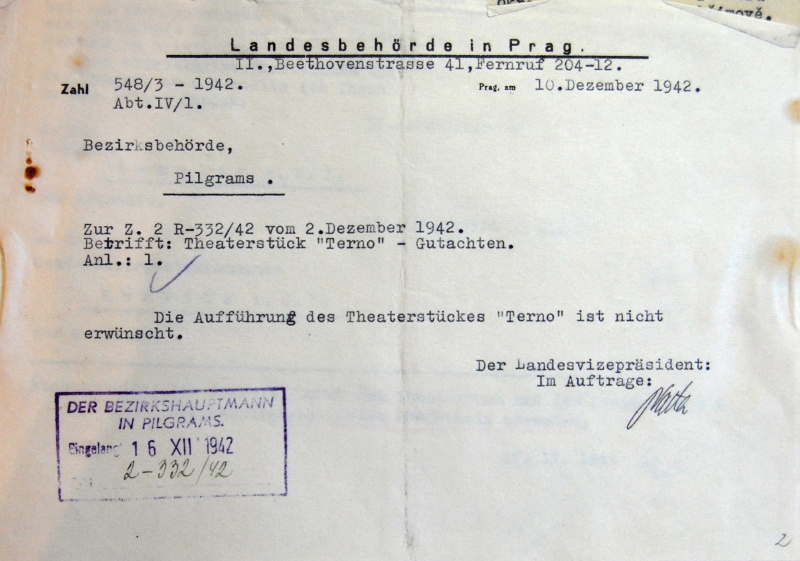 římově.
Landesbehörde in Prag.
II.,Beethovenstrasse 41,Fernruf 204-12.
Zahl 548/3 - 1942. Prag, am 10.Dezember 1942.
Abt.IV/1.
Bezirksbehörde,
Pilgrams .
Zur Z. 2 R-332/42 vom 2.Dezember 1942.
Betrifft: Theaterstück "Terno" - Gutachten.
Anl.: 1.
Die Aufführung des Theaterstückes "Terno" ist nicht
erwünscht.
Der Landesvizepräsident:
Im Auftrage:
DER BEZIRKSHAUPTMANN
IN PILGRAMS.
Eingelangt 16 XII 1942
2-332/42
2